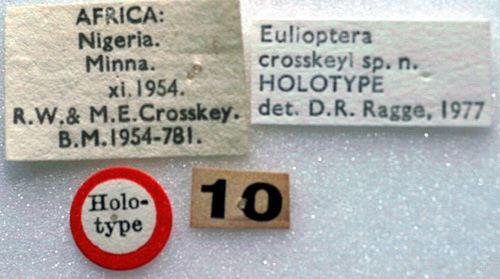 AFRICA:
Nigeria.
Minna.
xi.1954.
R.W.& M.E.Crosskey.
B.M.1954-781.
Eulioptera
crosskeyi sp. n.
HOLOTYPE
det. D.R. Ragge, 1977
Holo-
type
10